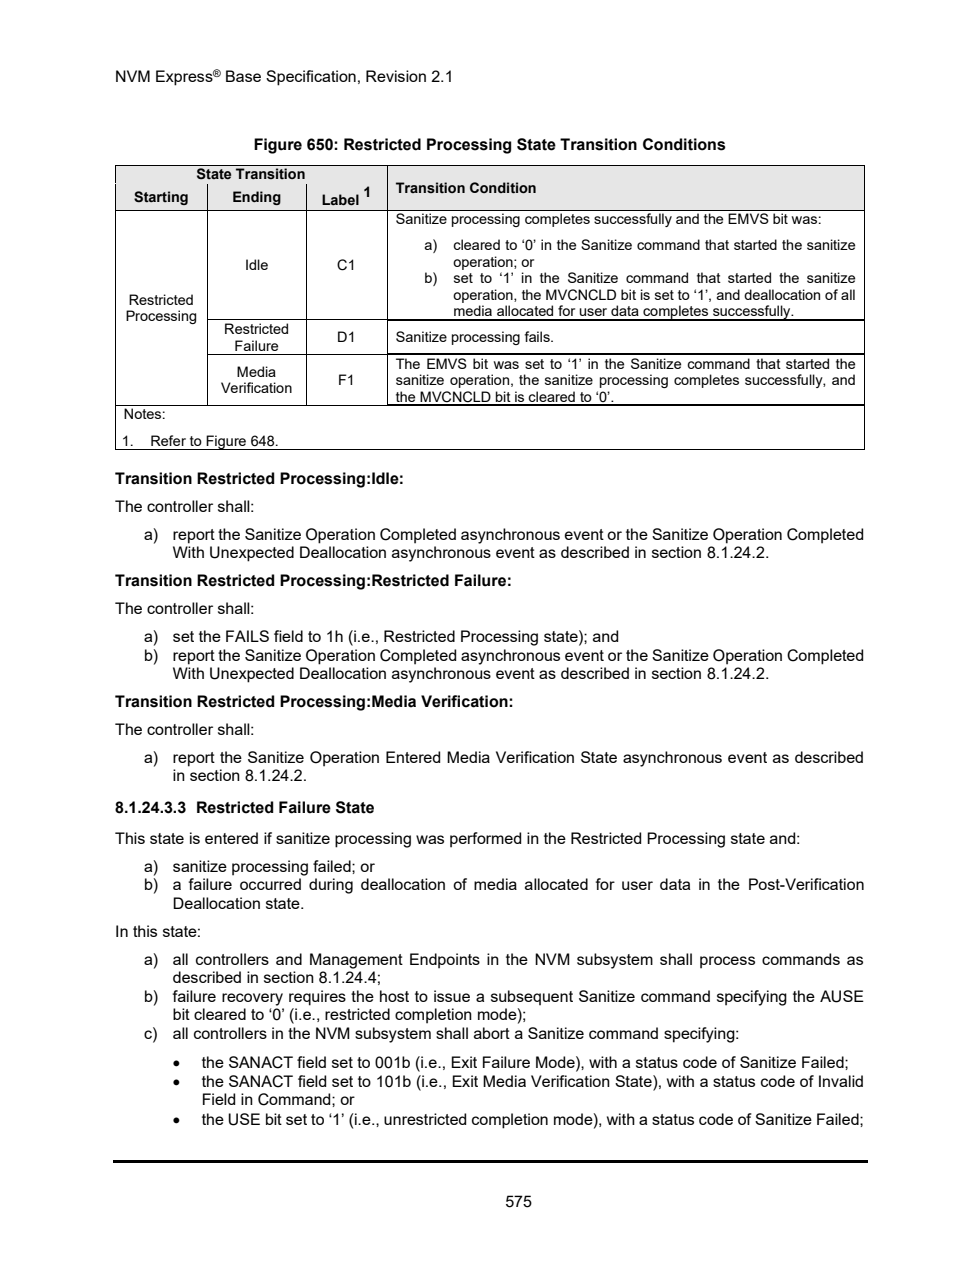 NVM Express® Base Specification, Revision 2.1
Figure 650: Restricted Processing State Transition Conditions
State Transition
Transition Condition
Starting Ending Label 1
Restricted
Processing
Idle C1
Sanitize processing completes successfully and the EMVS bit was:
a) cleared to ‘0’ in the Sanitize command that started the sanitize
operation; or
b) set to ‘1’ in the Sanitize command that started the sanitize
operation, the MVCNCLD bit is set to ‘1’, and deallocation of all
media allocated for user data completes successfully.
Restricted
Failure
D1 Sanitize processing fails.
Media
Verification
F1
The EMVS bit was set to ‘1’ in the Sanitize command that started the
sanitize operation, the sanitize processing completes successfully, and
the MVCNCLD bit is cleared to ‘0’.
Notes:
1. Refer to Figure 648.
Transition Restricted Processing:Idle:
The controller shall:
a) report the Sanitize Operation Completed asynchronous event or the Sanitize Operation Completed
With Unexpected Deallocation asynchronous event as described in section 8.1.24.2.
Transition Restricted Processing:Restricted Failure:
The controller shall:
a) set the FAILS field to 1h (i.e., Restricted Processing state); and
b) report the Sanitize Operation Completed asynchronous event or the Sanitize Operation Completed
With Unexpected Deallocation asynchronous event as described in section 8.1.24.2.
Transition Restricted Processing:Media Verification:
The controller shall:
a) report the Sanitize Operation Entered Media Verification State asynchronous event as described
in section 8.1.24.2.
8.1.24.3.3 Restricted Failure State
This state is entered if sanitize processing was performed in the Restricted Processing state and:
a) sanitize processing failed; or
b) a failure occurred during deallocation of media allocated for user data in the Post-Verification
Deallocation state.
In this state:
a) all controllers and Management Endpoints in the NVM subsystem shall process commands as
described in section 8.1.24.4;
b) failure recovery requires the host to issue a subsequent Sanitize command specifying the AUSE
bit cleared to ‘0’ (i.e., restricted completion mode);
c) all controllers in the NVM subsystem shall abort a Sanitize command specifying:
• the SANACT field set to 001b (i.e., Exit Failure Mode), with a status code of Sanitize Failed;
• the SANACT field set to 101b (i.e., Exit Media Verification State), with a status code of Invalid
Field in Command; or
• the USE bit set to ‘1’ (i.e., unrestricted completion mode), with a status code of Sanitize Failed;
575